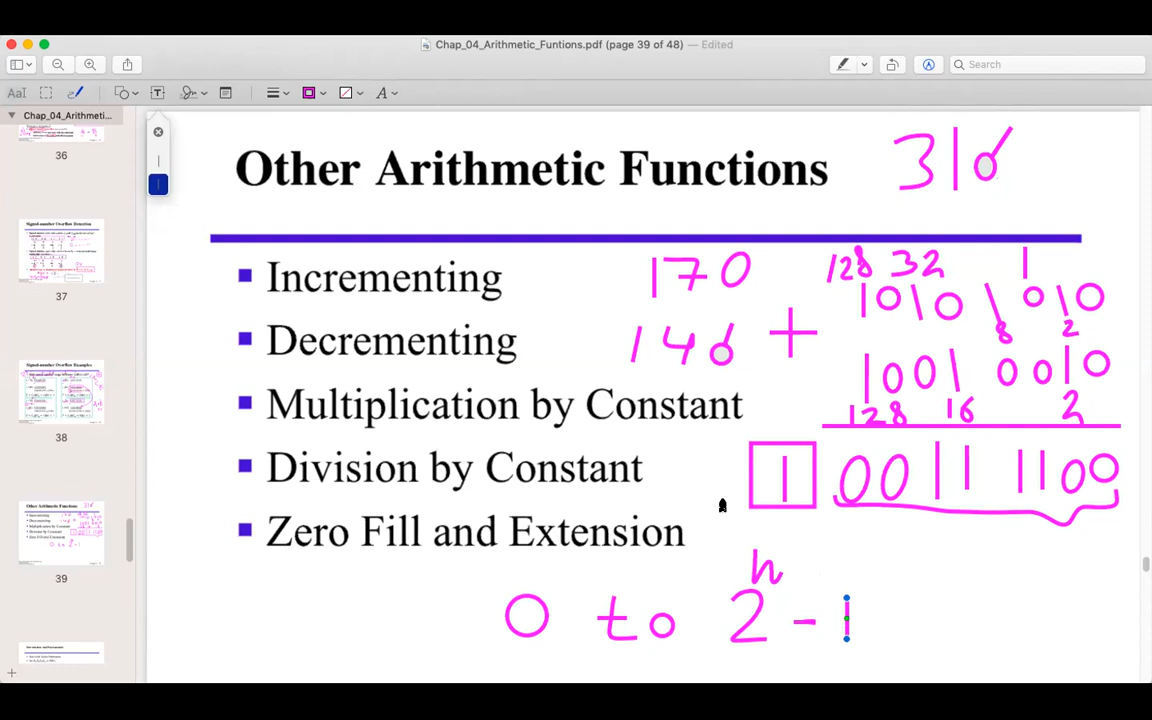 Chap_04_Arithmetic_Funtions.pdf (page 39 of 48) — Edited
Search
Chap_04_Arithmeti...
36
37
38
39
Other Arithmetic Functions 316
Incrementing 170
128 32 1
1010 1010
Decrementing 146 +
8 2
1001 0010
128 16 2
Multiplication by Constant
Division by Constant
1 0011 1100
Zero Fill and Extension
0 to 2^n - 1